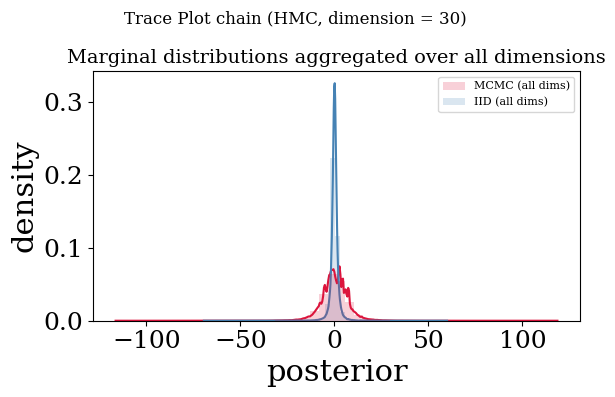 Trace Plot chain (HMC, dimension = 30)
Marginal distributions aggregated over all dimensions
MCMC (all dims)
IID (all dims)
density
0.3
0.2
0.1
0.0
−100
−50
0
50
100
posterior